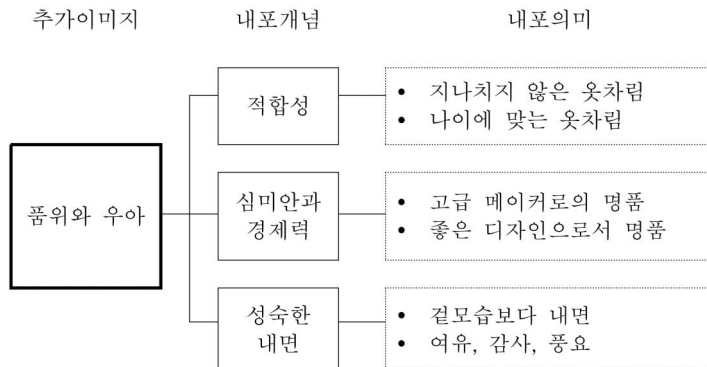 추가이미지 내포개념 내포의미
적합성
• 지나치지 않은 옷차림
• 나이에 맞는 옷차림
품위와 우아
심미안과
경제력
• 고급 메이커로의 명품
• 좋은 디자인으로서 명품
성숙한
내면
• 겉모습보다 내면
• 여유, 감사, 풍요